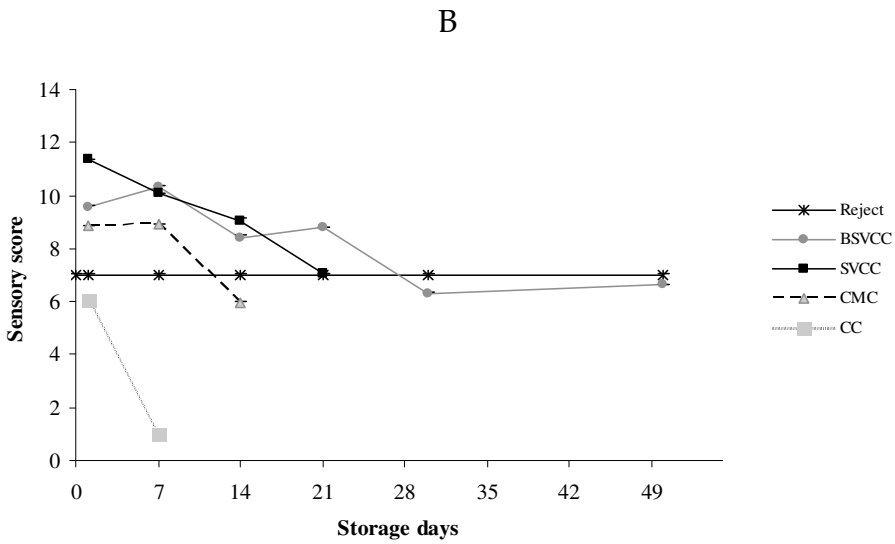 B
14
12
10
8
6
4
2
0
Sensory score
0 7 14 21 28 35 42 49
Storage days
Reject
BSVCC
SVCC
CMC
CC